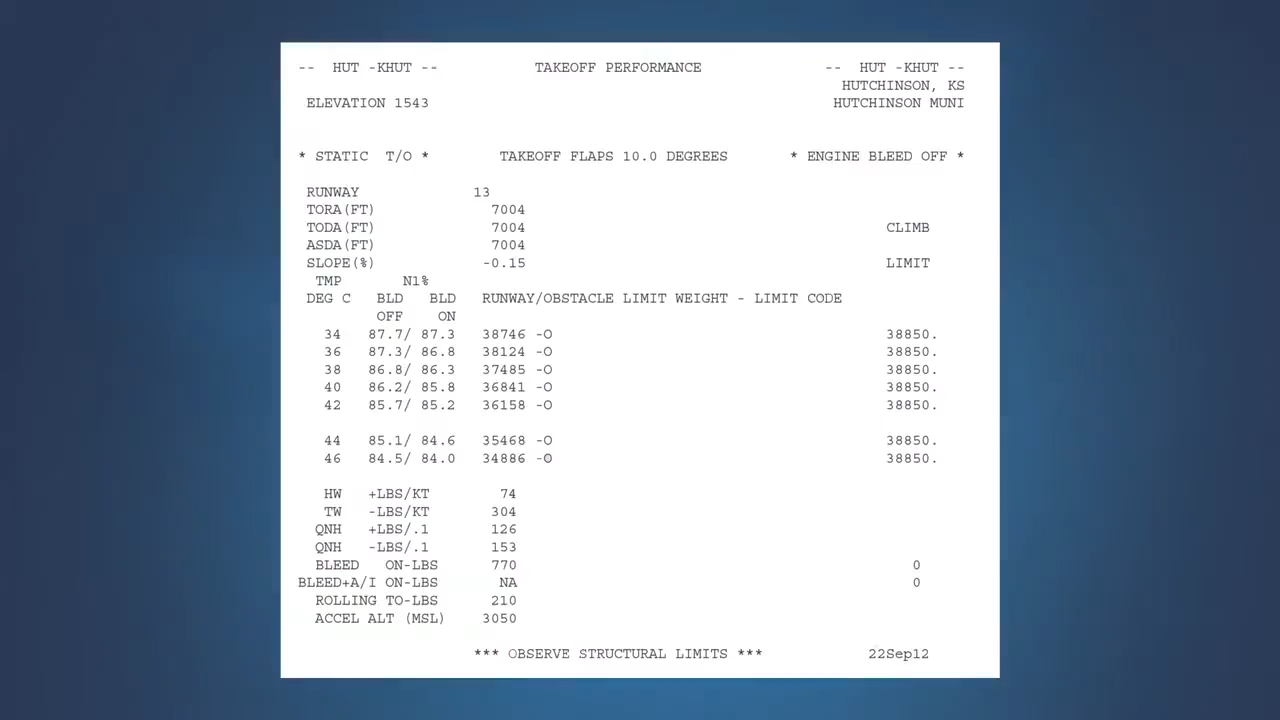 -- HUT -KHUT -- TAKEOFF PERFORMANCE -- HUT -KHUT --
HUTCHINSON, KS
ELEVATION 1543 HUTCHINSON MUNI
* STATIC T/O * TAKEOFF FLAPS 10.0 DEGREES * ENGINE BLEED OFF *
RUNWAY 13
TORA(FT) 7004
TODA(FT) 7004 CLIMB
ASDA(FT) 7004
SLOPE(%) -0.15 LIMIT
TMP N1%
DEG C BLD BLD RUNWAY/OBSTACLE LIMIT WEIGHT - LIMIT CODE
OFF ON
34 87.7/ 87.3 38746 -O 38850.
36 87.3/ 86.8 38124 -O 38850.
38 86.8/ 86.3 37485 -O 38850.
40 86.2/ 85.8 36841 -O 38850.
42 85.7/ 85.2 36158 -O 38850.
44 85.1/ 84.6 35468 -O 38850.
46 84.5/ 84.0 34886 -O 38850.
HW +LBS/KT 74
TW -LBS/KT 304
QNH +LBS/.1 126
QNH -LBS/.1 153
BLEED ON-LBS 770 0
BLEED+A/I ON-LBS NA 0
ROLLING TO-LBS 210
ACCEL ALT (MSL) 3050
*** OBSERVE STRUCTURAL LIMITS *** 22Sep12